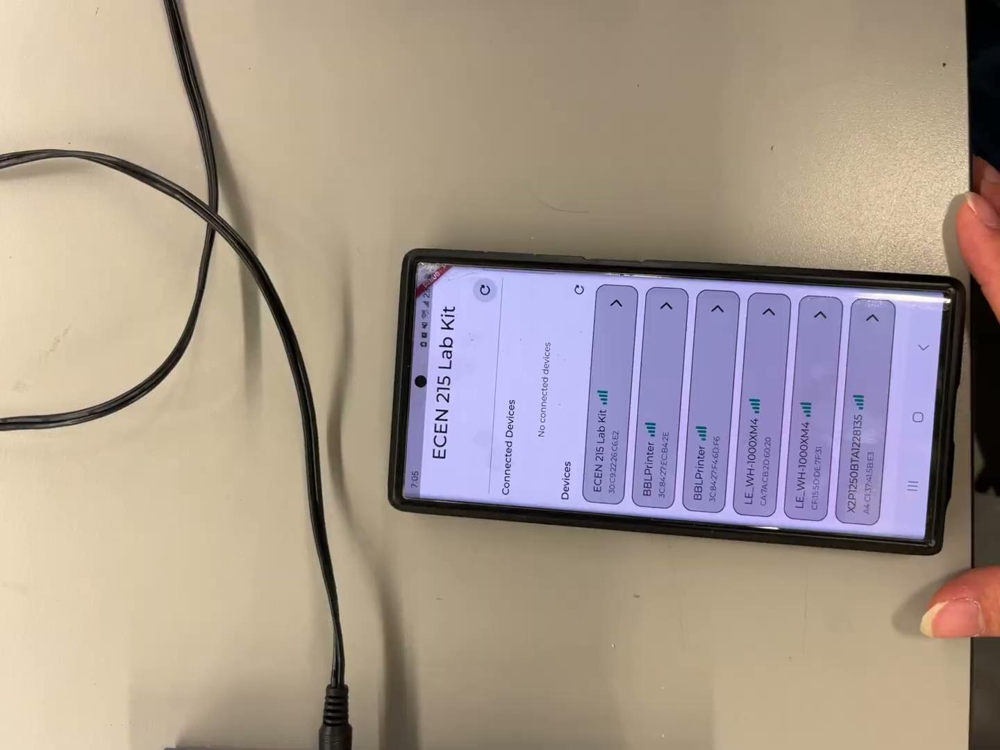 7:05
DEBUG
ECEN 215 Lab Kit
Connected Devices
No connected devices
Devices
ECEN 215 Lab Kit
30:C9:22:26:C6:E2
BBLPrinter
3C:84:27:EC:B4:2E
BBLPrinter
3C:84:27:F4:6D:F6
LE_WH-1000XM4
CA:7A:CB:2D:60:20
LE_WH-1000XM4
CF:15:5D:DE:7F:31
X2P1250BTA1228135
A4:C1:37:41:5B:E3